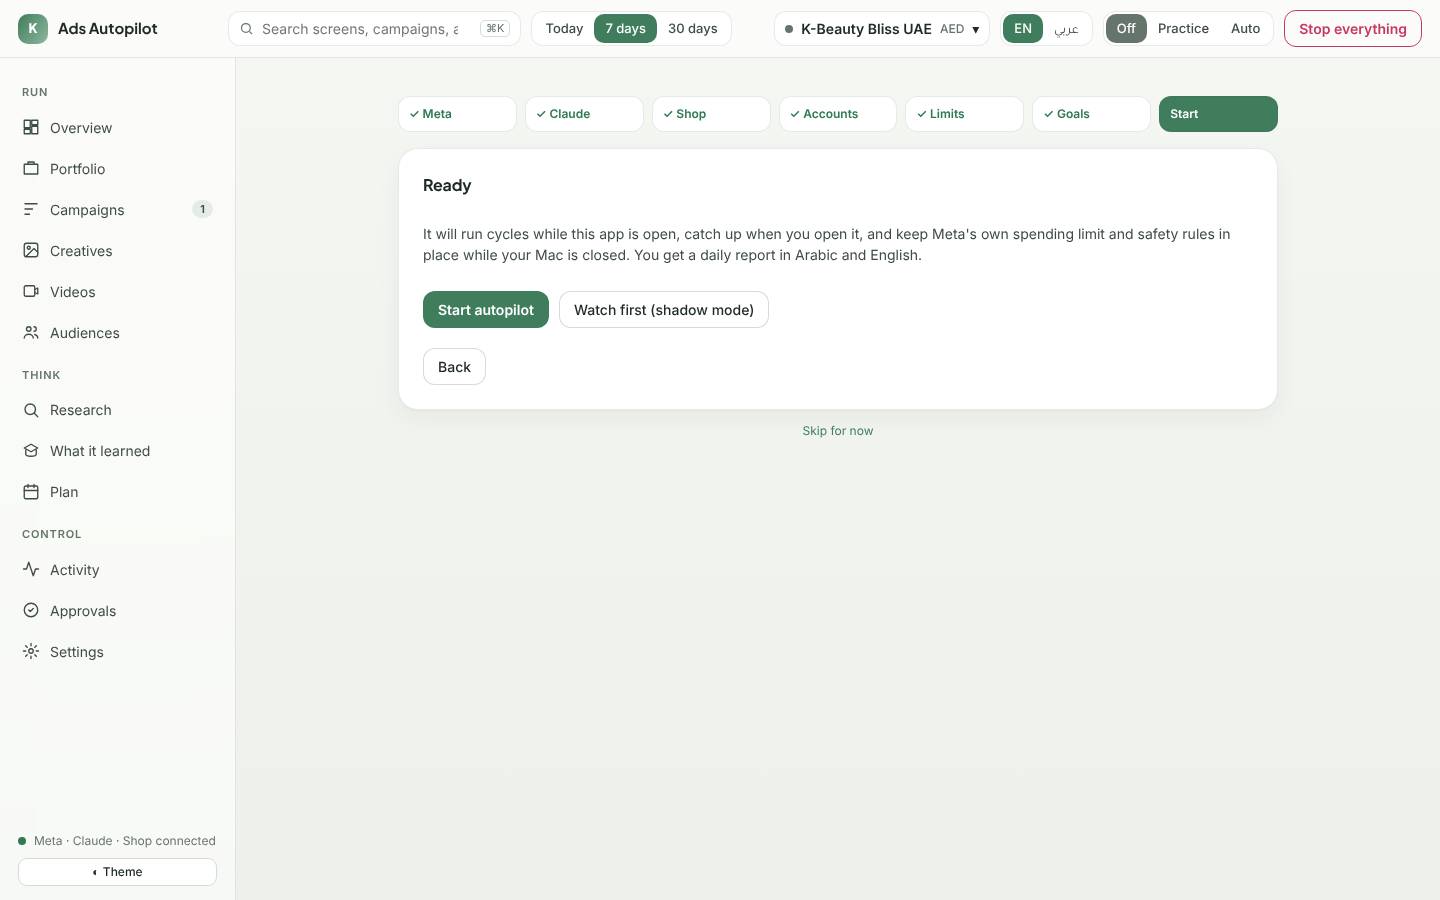 K
Ads Autopilot
Search screens, campaigns, a
⌘K
Today
7 days
30 days
K-Beauty Bliss UAE AED ▾
EN
عربي
Off
Practice
Auto
Stop everything
RUN
Overview
Portfolio
Campaigns
1
Creatives
Videos
Audiences
THINK
Research
What it learned
Plan
CONTROL
Activity
Approvals
Settings
Meta · Claude · Shop connected
Theme
✓ Meta
✓ Claude
✓ Shop
✓ Accounts
✓ Limits
✓ Goals
Start
Ready
It will run cycles while this app is open, catch up when you open it, and keep Meta's own spending limit and safety rules in
place while your Mac is closed. You get a daily report in Arabic and English.
Start autopilot
Watch first (shadow mode)
Back
Skip for now